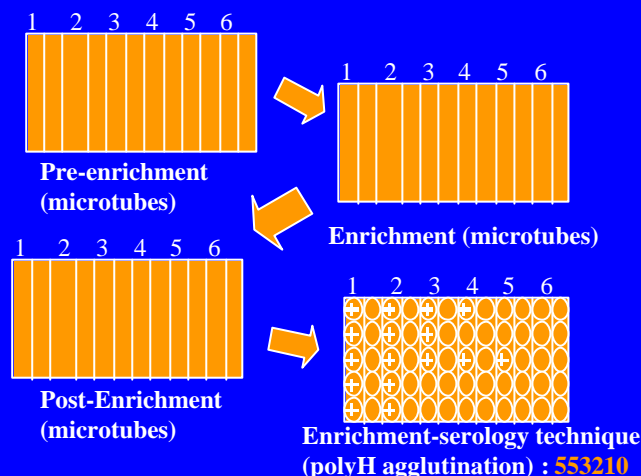 1 2 3 4 5 6
Pre-enrichment
(microtubes)
1 2 3 4 5 6
Enrichment (microtubes)
1 2 3 4 5 6
Post-Enrichment
(microtubes)
1 2 3 4 5 6
+ + + +
+ + +
+ + + + +
+ +
+ +
Enrichment-serology technique
(polyH agglutination) : 553210